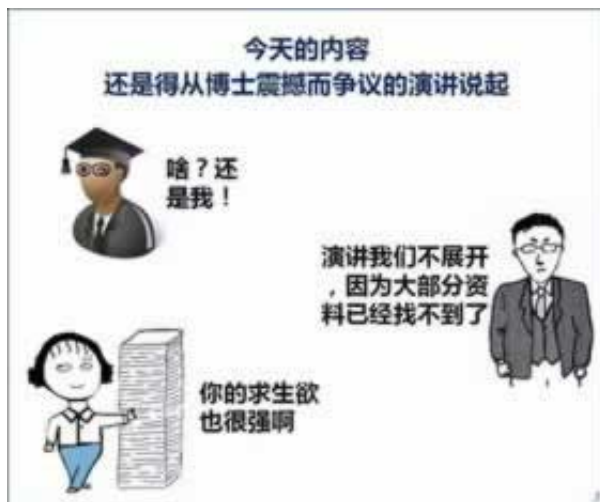 今天的内容
还是得从博士震撼而争议的演讲说起
啥？还
是我！
演讲我们不展开
，因为大部分资
料已经找不到了
你的求生欲
也很强啊